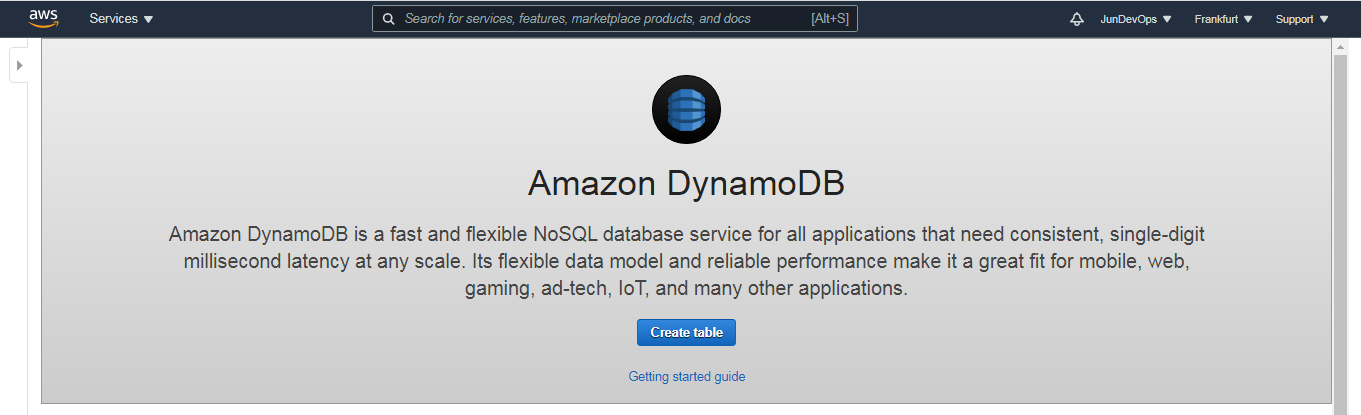 aws Services Search for services, features, marketplace products, and docs [Alt+S] JunDevOps Frankfurt Support
Amazon DynamoDB
Amazon DynamoDB is a fast and flexible NoSQL database service for all applications that need consistent, single-digit
millisecond latency at any scale. Its flexible data model and reliable performance make it a great fit for mobile, web,
gaming, ad-tech, IoT, and many other applications.
Create table
Getting started guide